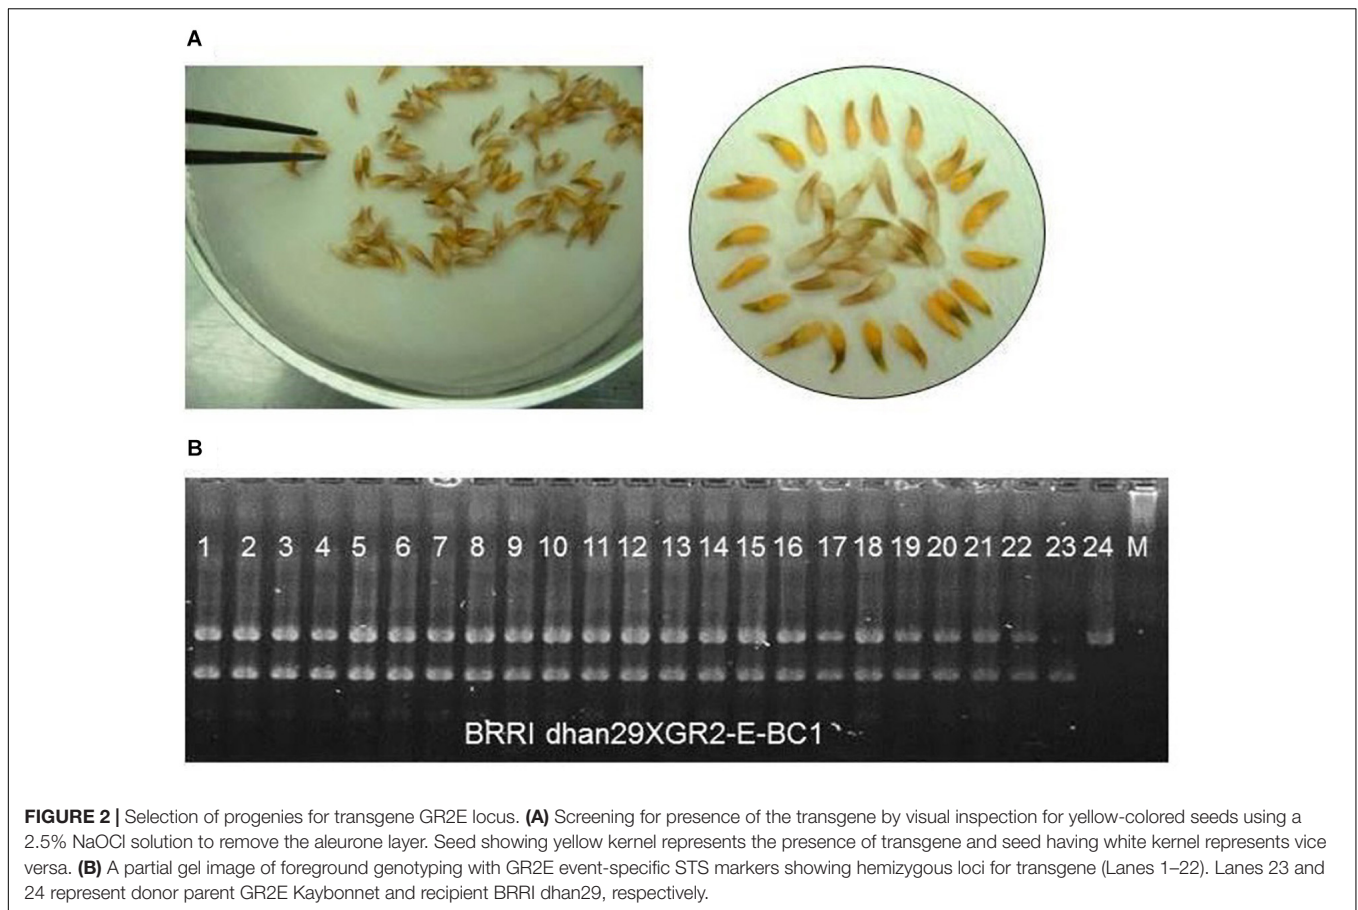 A
B
1 2 3 4 5 6 7 8 9 10 11 12 13 14 15 16 17 18 19 20 21 22 23 24 M
BRRI dhan29XGR2-E-BC1
FIGURE 2 | Selection of progenies for transgene GR2E locus. (A) Screening for presence of the transgene by visual inspection for yellow-colored seeds using a
2.5% NaOCl solution to remove the aleurone layer. Seed showing yellow kernel represents the presence of transgene and seed having white kernel represents vice
versa. (B) A partial gel image of foreground genotyping with GR2E event-specific STS markers showing hemizygous loci for transgene (Lanes 1–22). Lanes 23 and
24 represent donor parent GR2E Kaybonnet and recipient BRRI dhan29, respectively.